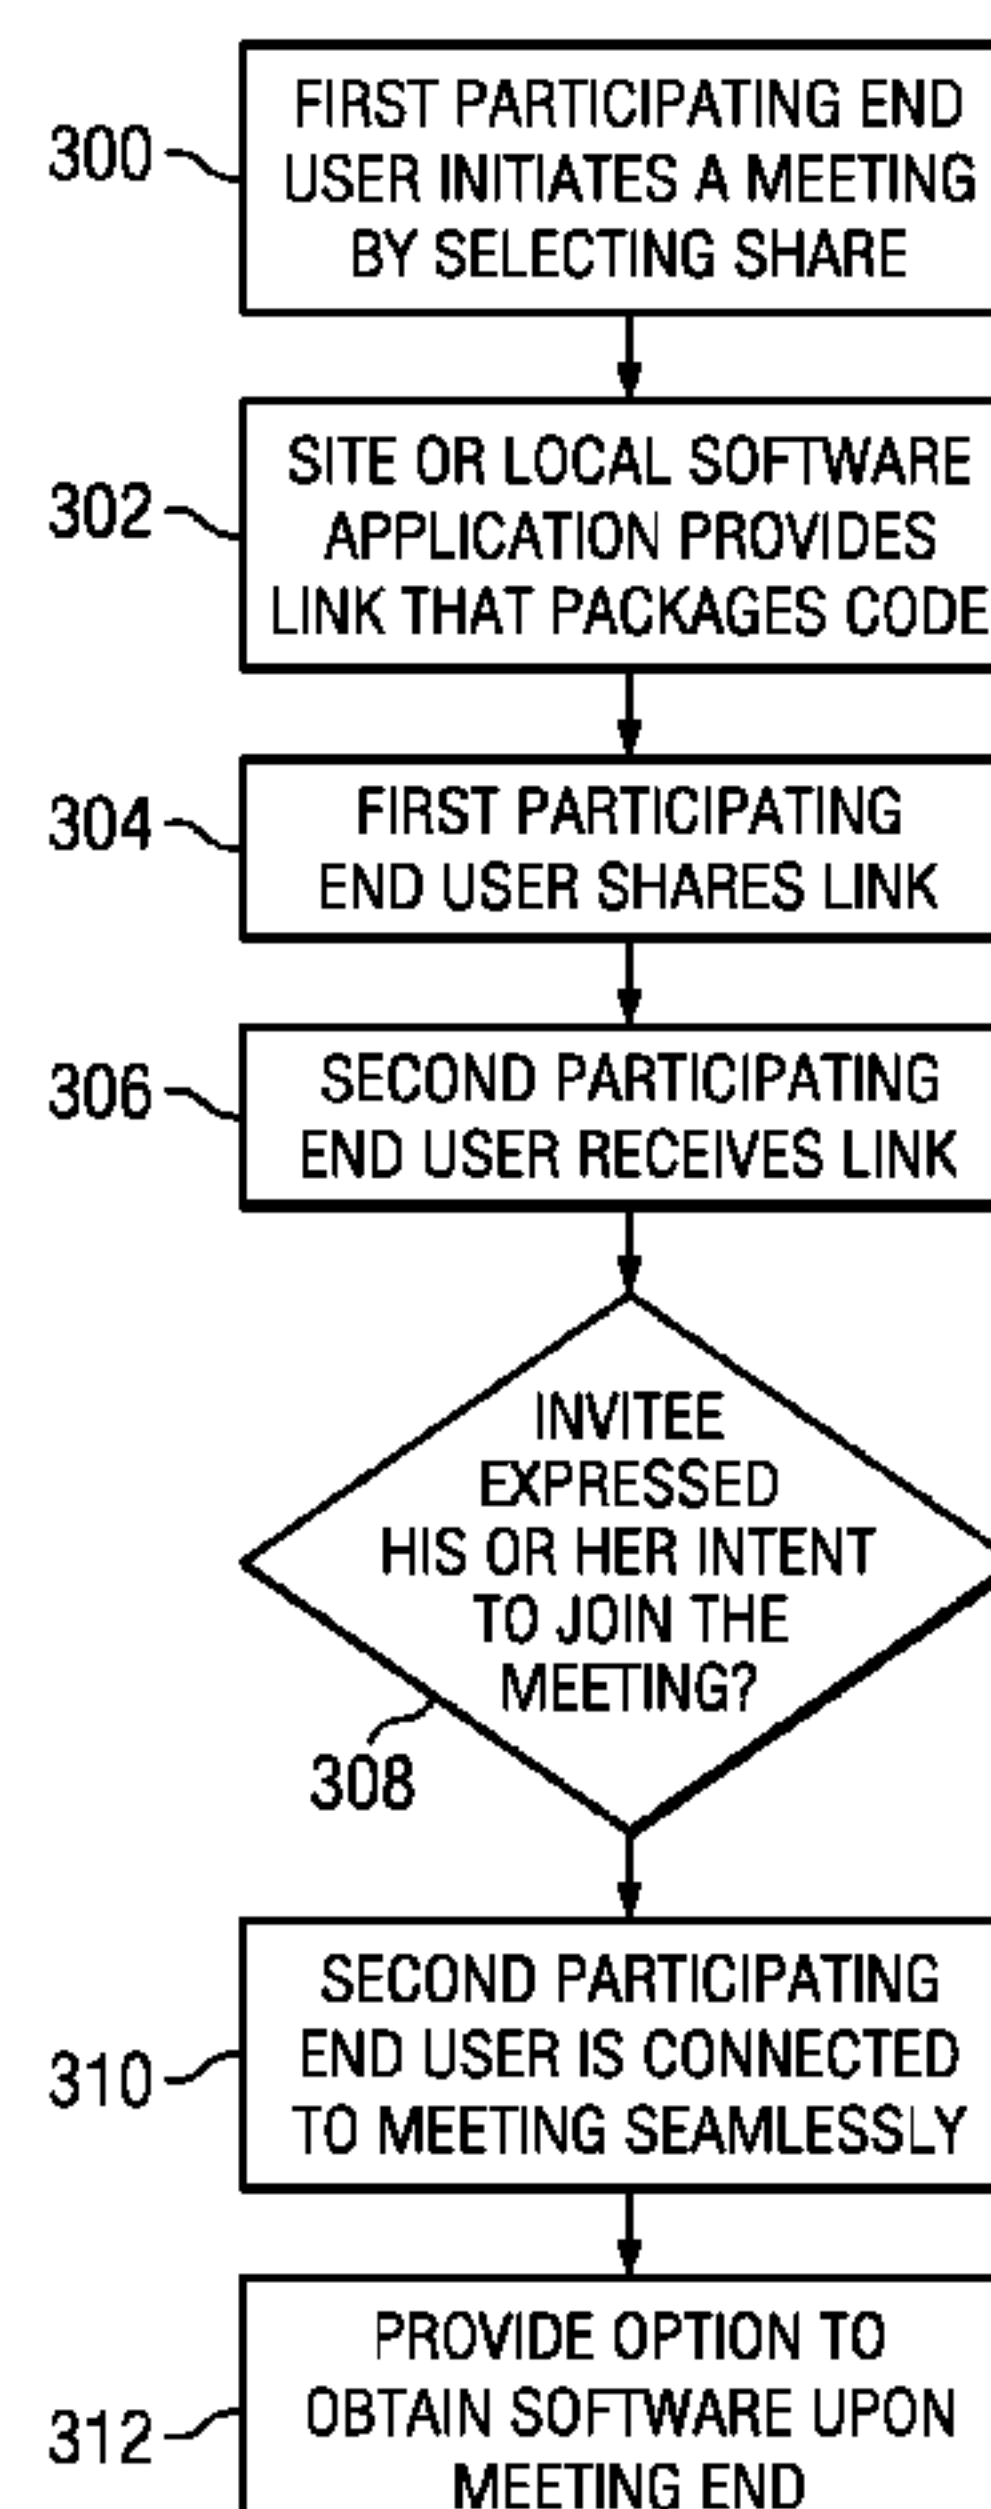 300
FIRST PARTICIPATING END
USER INITIATES A MEETING
BY SELECTING SHARE
302
SITE OR LOCAL SOFTWARE
APPLICATION PROVIDES
LINK THAT PACKAGES CODE
304
FIRST PARTICIPATING
END USER SHARES LINK
306
SECOND PARTICIPATING
END USER RECEIVES LINK
INVITEE
EXPRESSED
HIS OR HER INTENT
TO JOIN THE
MEETING?
308
310
SECOND PARTICIPATING
END USER IS CONNECTED
TO MEETING SEAMLESSLY
312
PROVIDE OPTION TO
OBTAIN SOFTWARE UPON
MEETING END